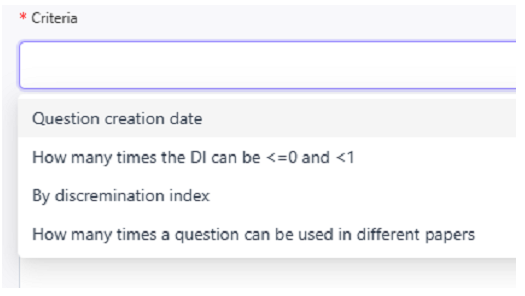 * Criteria
Question creation date
How many times the DI can be <=0 and <1
By discremination index
How many times a question can be used in different papers